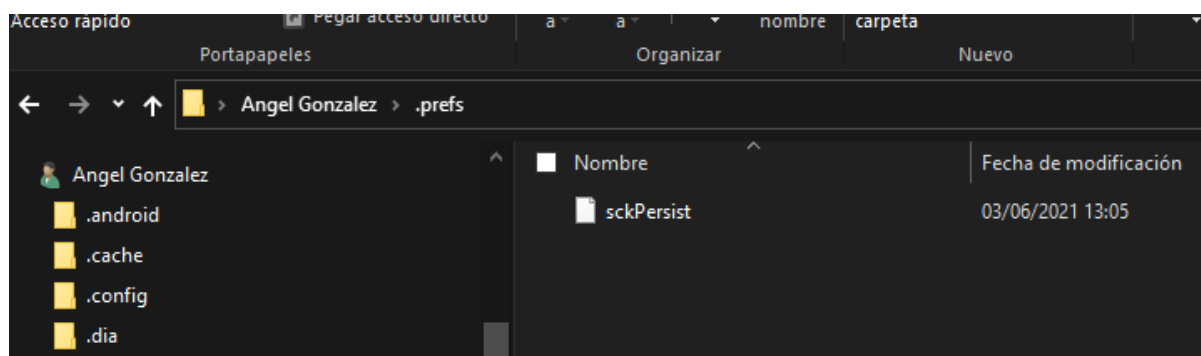 Acceso rápido
Pegar acceso directo
nombre
carpeta
Portapapeles
Organizar
Nuevo
Angel Gonzalez > .prefs
Angel Gonzalez
Nombre
Fecha de modificación
.android
sckPersist
03/06/2021 13:05
.cache
.config
.dia